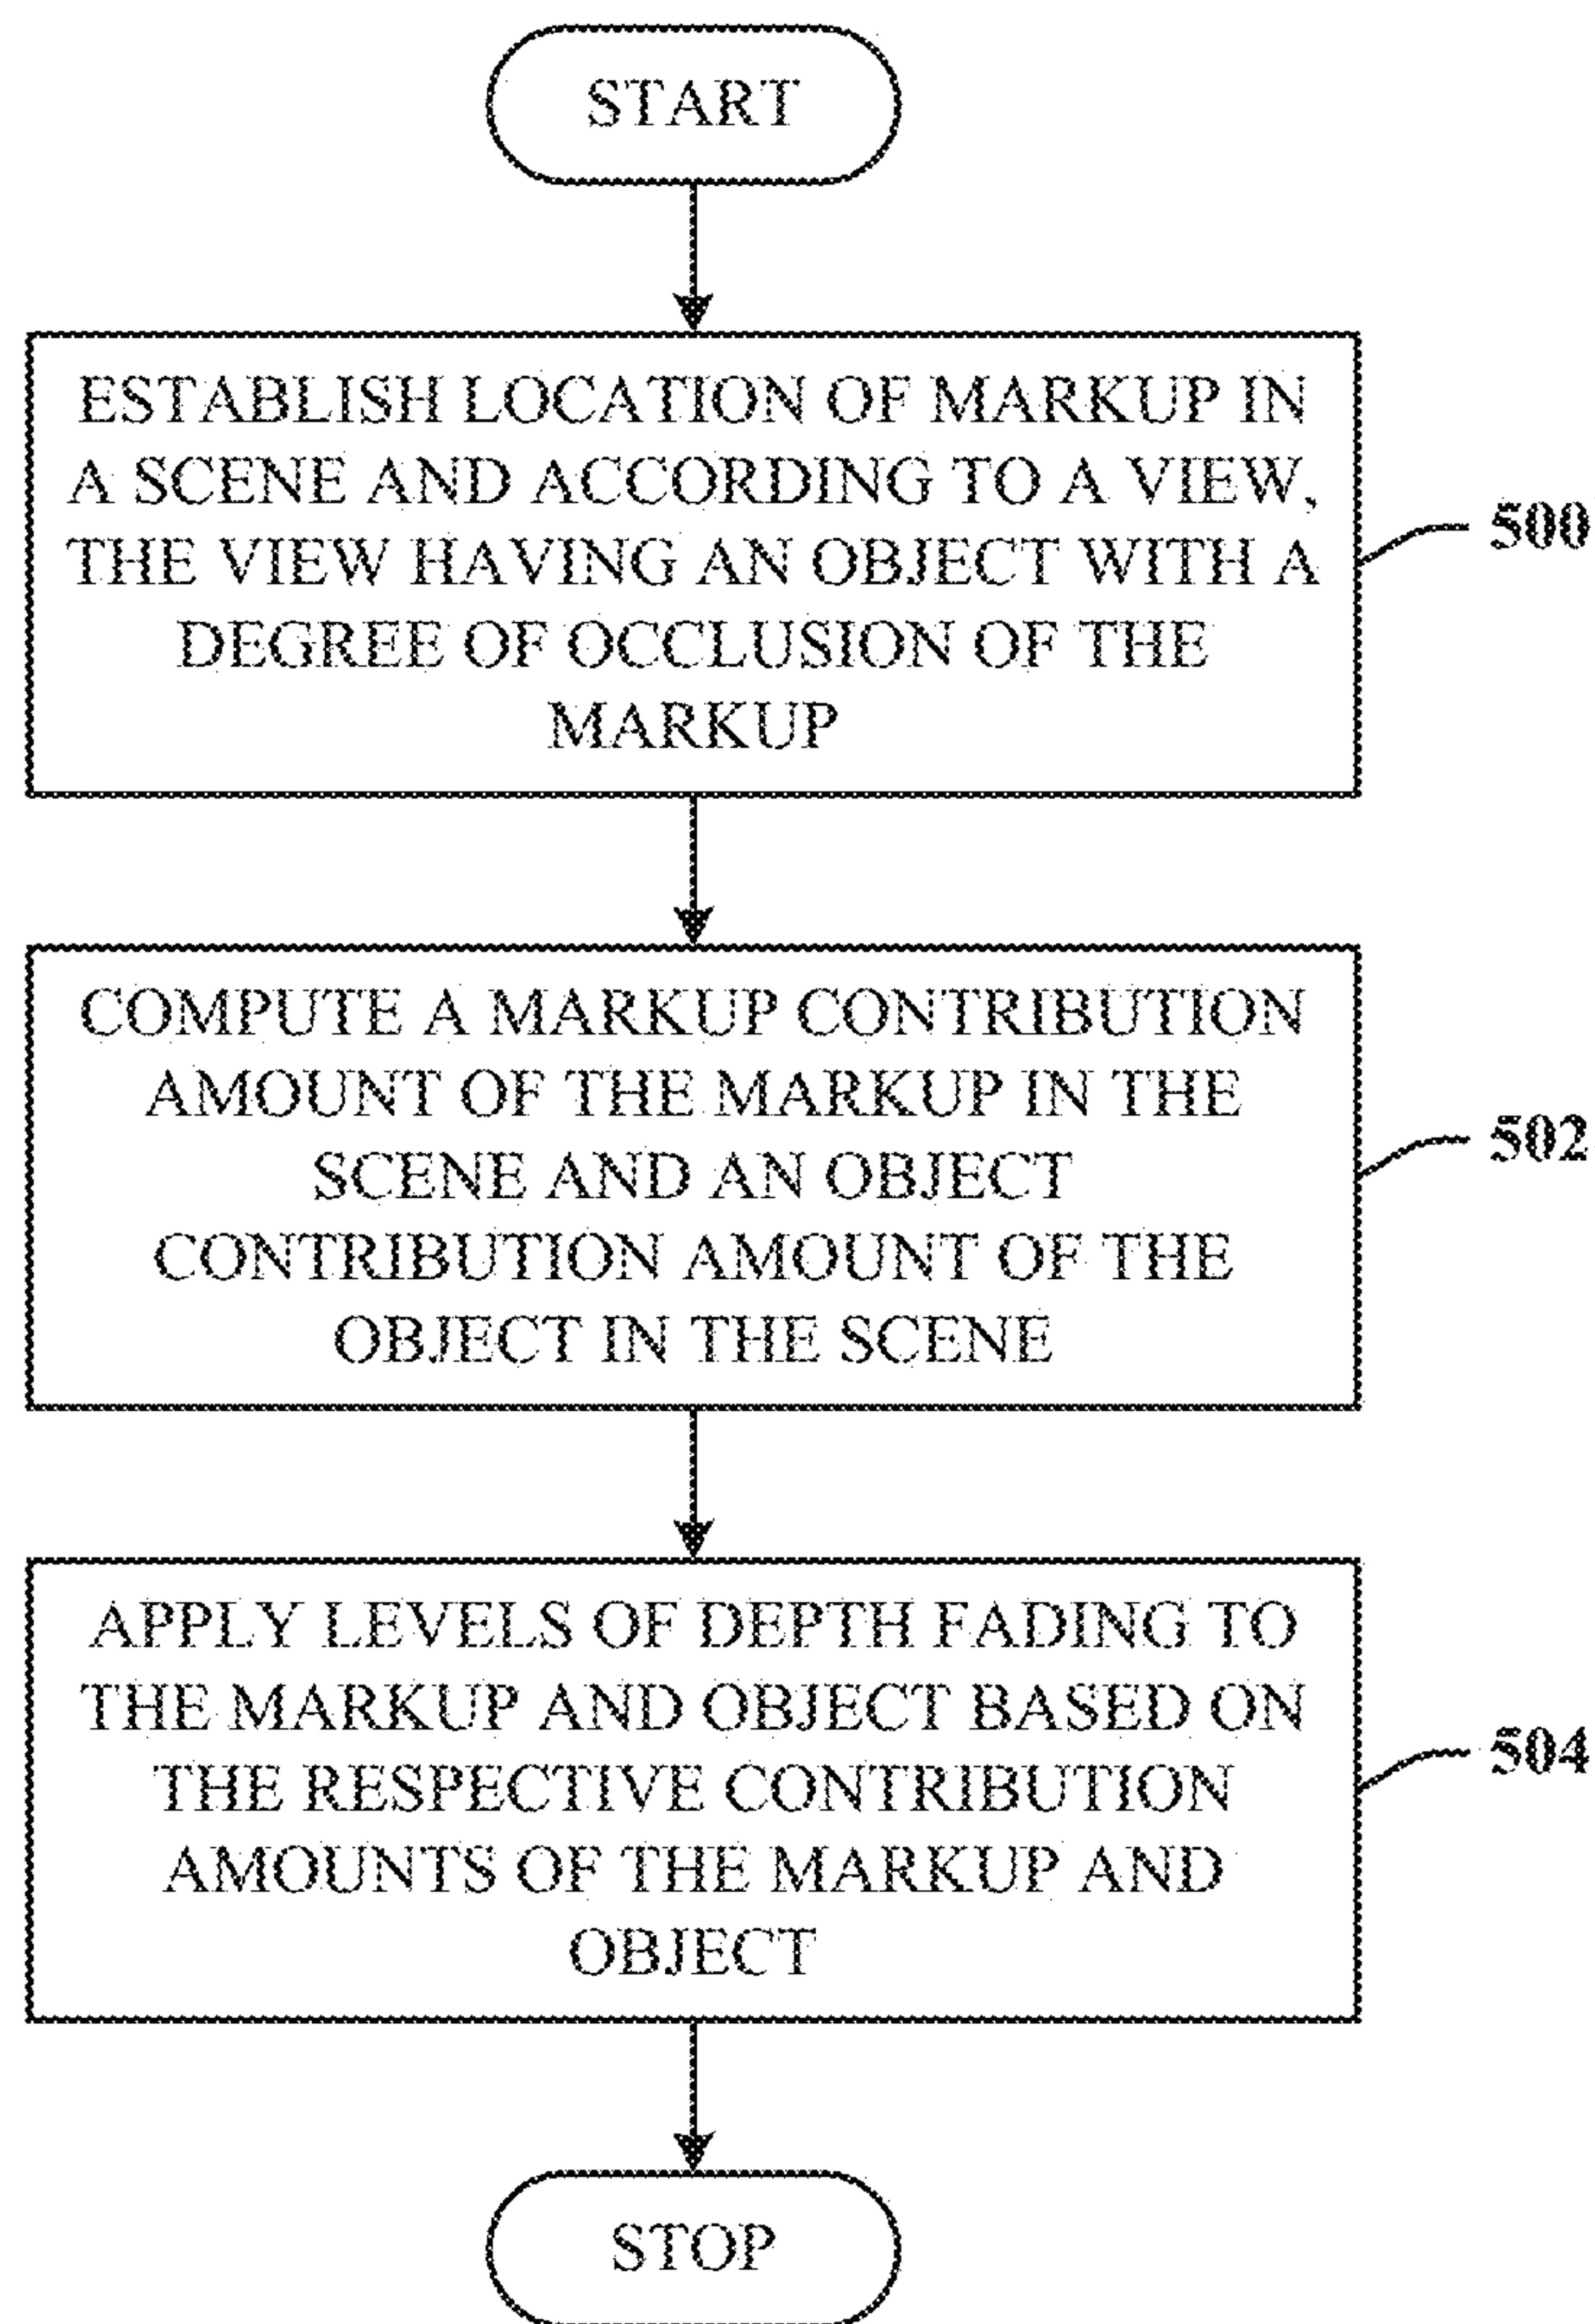 START
ESTABLISH LOCATION OF MARKUP IN
A SCENE AND ACCORDING TO A VIEW,
THE VIEW HAVING AN OBJECT WITH A
DEGREE OF OCCLUSION OF THE
MARKUP
500
COMPUTE A MARKUP CONTRIBUTION
AMOUNT OF THE MARKUP IN THE
SCENE AND AN OBJECT
CONTRIBUTION AMOUNT OF THE
OBJECT IN THE SCENE
502
APPLY LEVELS OF DEPTH FADING TO
THE MARKUP AND OBJECT BASED ON
THE RESPECTIVE CONTRIBUTION
AMOUNTS OF THE MARKUP AND
OBJECT
504
STOP